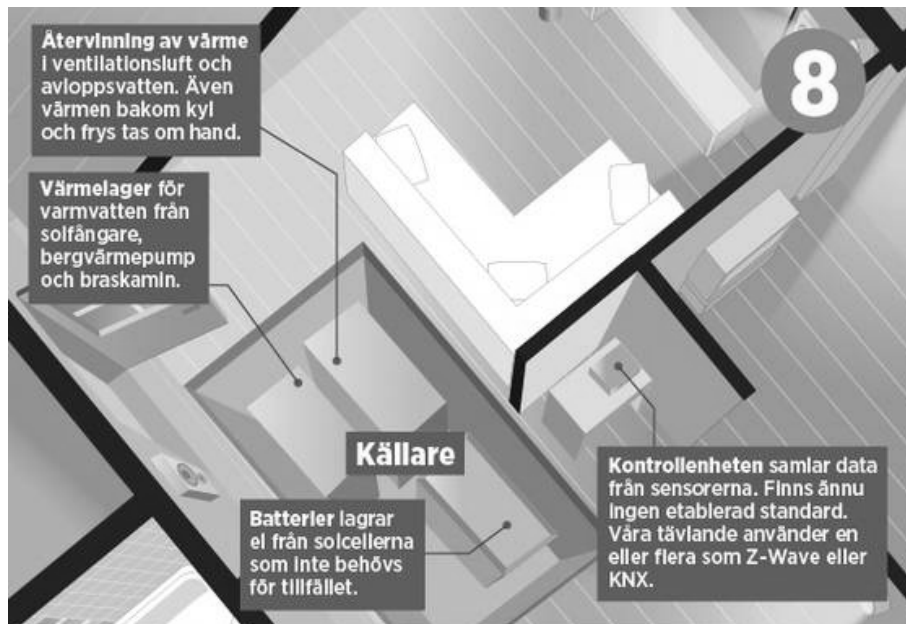 Återvinning av värme
i ventilationsluft och
avloppsvatten. Även
värmen bakom kyl
och frys tas om hand.
8
Värmelager för
varmvatten från
solfångare,
bergvärmepump
och braskamin.
Källare
Batterier lagrar
el från solcellerna
som inte behövs
för tillfället.
Kontrollenheten samlar data
från sensorerna. Finns ännu
ingen etablerad standard.
Våra tävlande använder en
eller flera som Z-Wave eller
KNX.